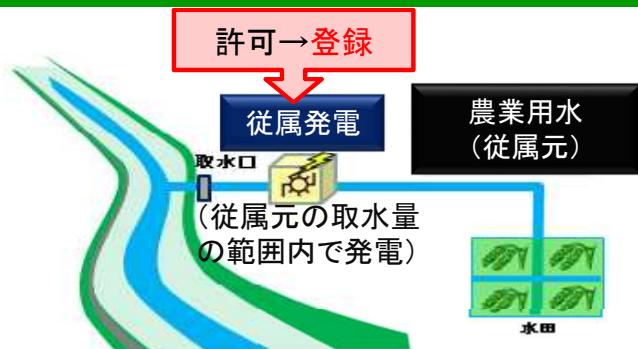 許可→登録
従属発電
農業用水
（従属元）
取水口
（従属元の取水量
の範囲内で発電）
水田